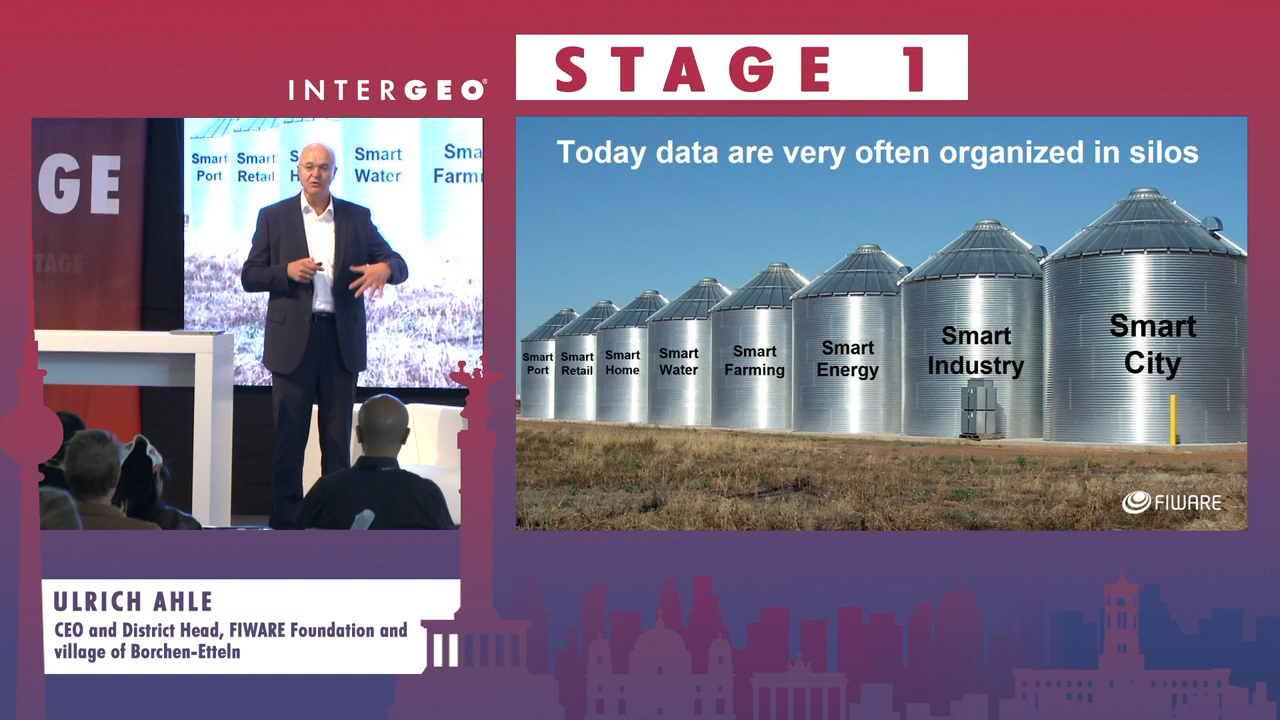 STAGE 1
INTERGEO®
GE
TAGE
Smart
Port
Smart
Retail
Smart
Water
Today data are very often organized in silos
Smart
Port
Smart
Retail
Smart
Home
Smart
Water
Smart
Farming
Smart
Energy
Smart
Industry
Smart
City
FIWARE
ULRICH AHLE
CEO and District Head, FIWARE Foundation and
village of Borchen-Etteln